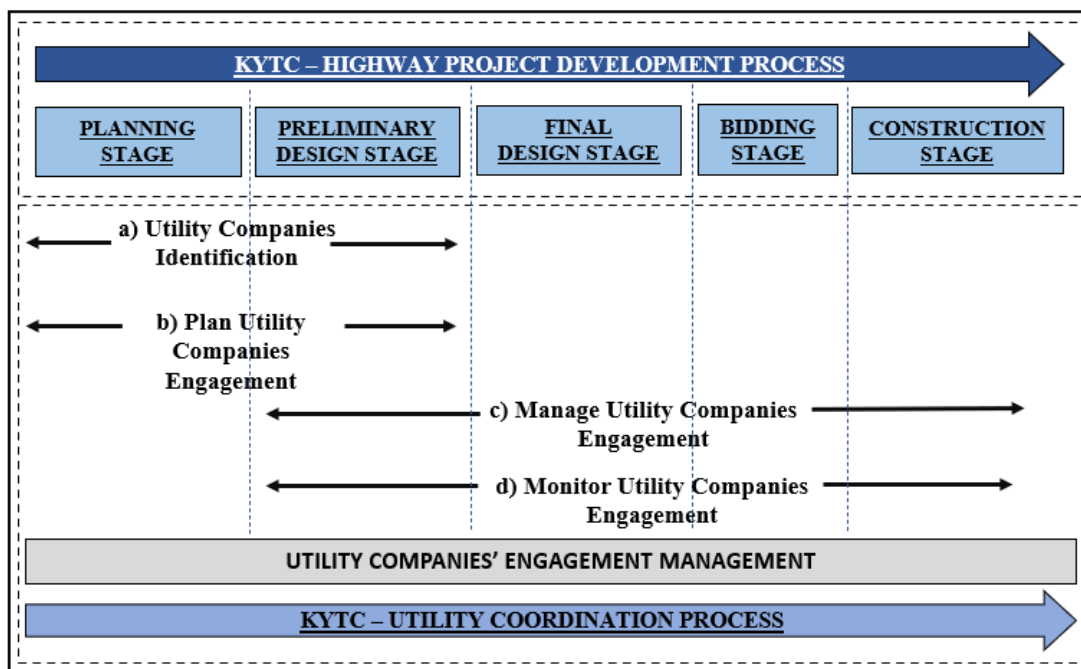 KYTC – HIGHWAY PROJECT DEVELOPMENT PROCESS
PLANNING
STAGE
PRELIMINARY
DESIGN STAGE
FINAL
DESIGN STAGE
BIDDING
STAGE
CONSTRUCTION
STAGE
a) Utility Companies
Identification
b) Plan Utility
Companies
Engagement
c) Manage Utility Companies
Engagement
d) Monitor Utility Companies
Engagement
UTILITY COMPANIES’ ENGAGEMENT MANAGEMENT
KYTC – UTILITY COORDINATION PROCESS